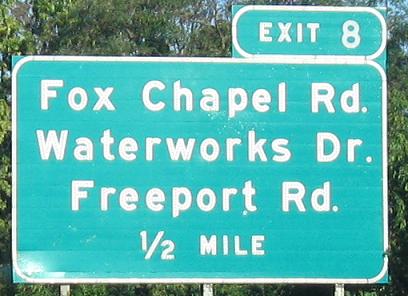 EXIT 8
Fox Chapel Rd.
Waterworks Dr.
Freeport Rd.
½ MILE